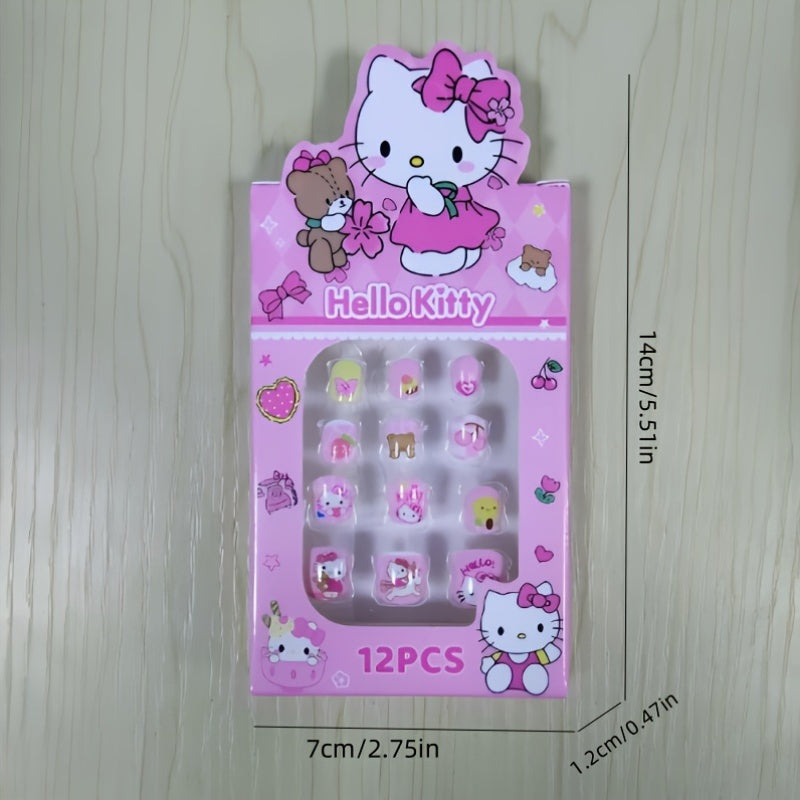 Hello Kitty
HELLO!
12PCS
14cm/5.51in
7cm/2.75in
1.2cm/0.47in